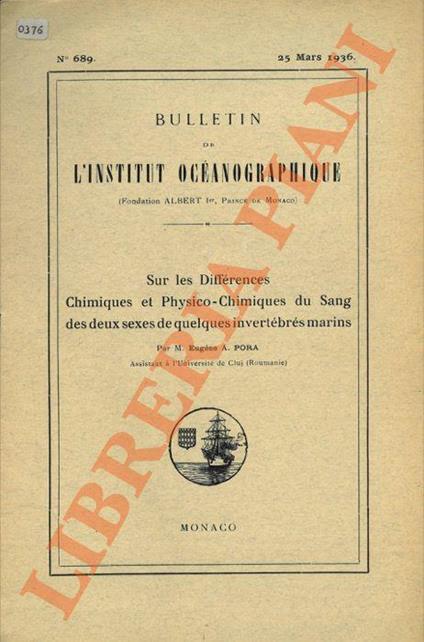 0376
N° 689.
25 Mars 1936.
BULLETIN
DE
L'INSTITUT OCÉANOGRAPHIQUE
(Fondation ALBERT Ier, PRINCE DE MONACO)
Sur les Différences
Chimiques et Physico-Chimiques du Sang
des deux sexes de quelques invertébrés marins
Par M. Eugène A. PORA
Assistant à l'Université de Cluj (Roumanie)
MONACO
LIBRERIA PIANI